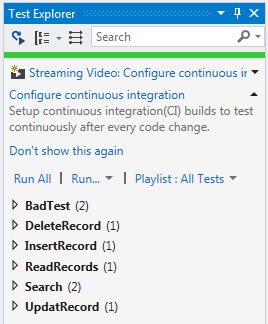 Test Explorer
Search
Streaming Video: Configure continuous in
Configure continuous integration
Setup continuous integration(CI) builds to test
continuously after every code change.
Don't show this again
Run All | Run... Playlist : All Tests
BadTest (2)
DeleteRecord (1)
InsertRecord (1)
ReadRecords (1)
Search (2)
UpdatRecord (1)